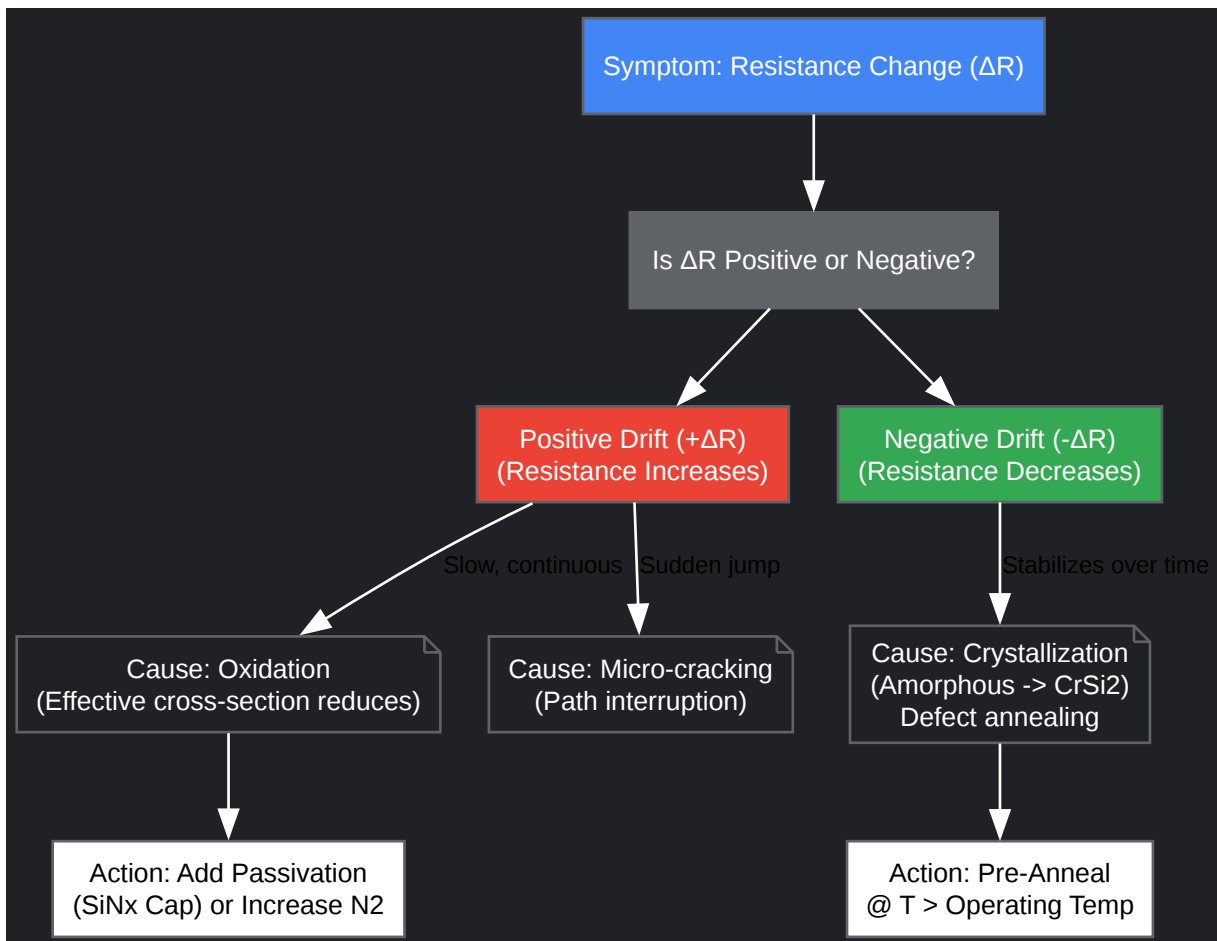 Symptom: Resistance Change (ΔR)
Is ΔR Positive or Negative?
Positive Drift (+ΔR)
(Resistance Increases)
Negative Drift (-ΔR)
(Resistance Decreases)
Slow, continuous
Sudden jump
Stabilizes over time
Cause: Oxidation
(Effective cross-section reduces)
Cause: Micro-cracking
(Path interruption)
Cause: Crystallization
(Amorphous -> CrSi2)
Defect annealing
Action: Add Passivation
(SiNx Cap) or Increase N2
Action: Pre-Anneal
@ T > Operating Temp